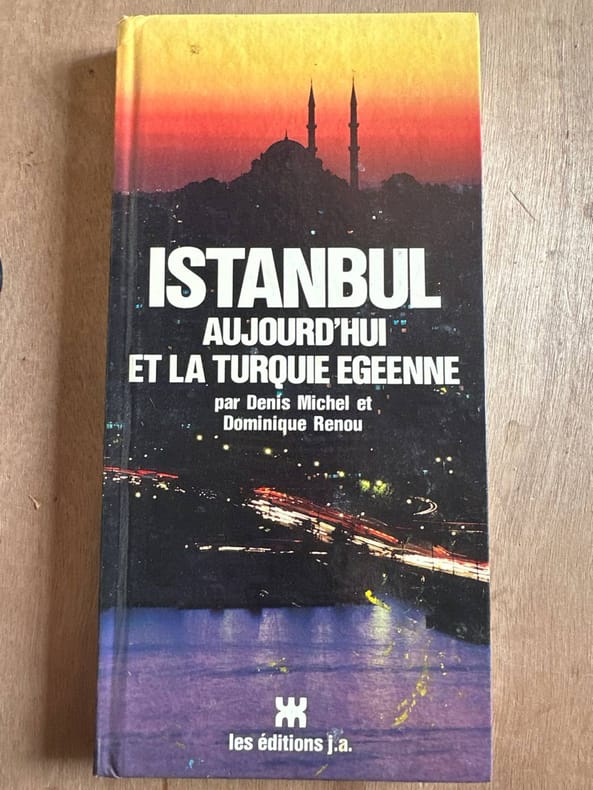 ISTANBUL
AUJOURD'HUI
ET LA TURQUIE EGEENNE
par Denis Michel et
Dominique Renou
les éditions j.a.